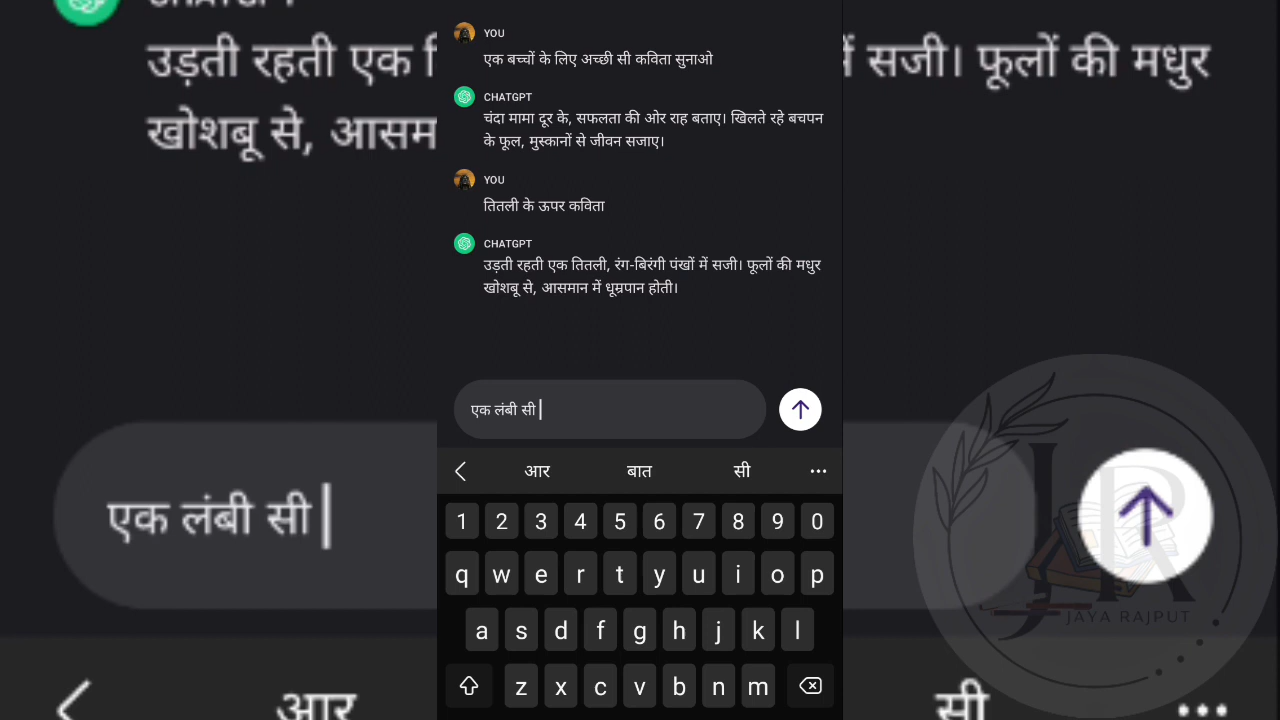 CHATGPT
उड़ती रहती एक
में सजी। फूलों की मधुर
खोशबू से, आसम
एक लंबी सी
आर
सी
YOU
एक बच्चों के लिए अच्छी सी कविता सुनाओ
CHATGPT
चंदा मामा दूर के, सफलता की ओर राह बताए। खिलते रहे बचपन
के फूल, मुस्कानों से जीवन सजाए।
YOU
तितली के ऊपर कविता
CHATGPT
उड़ती रहती एक तितली, रंग-बिरंगी पंखों में सजी। फूलों की मधुर
खोशबू से, आसमान में धूम्रपान होती।
एक लंबी सी
आर बात सी
1 2 3 4 5 6 7 8 9 0
q w e r t y u i o p
a s d f g h j k l
z x c v b n m
JR
JAYA RAJPUT